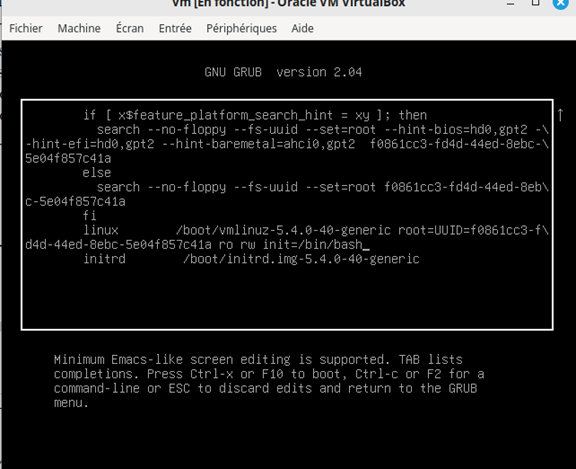 Vm [En fonction] - Oracle VM VirtualBox
Fichier Machine Écran Entrée Périphériques Aide
GNU GRUB version 2.04
if [ x$feature_platform_search_hint = xy ]; then
search --no-floppy --fs-uuid --set=root --hint-bios=hd0,gpt2 -\
-hint-efi=hd0,gpt2 --hint-baremetal=ahci0,gpt2 f0861cc3-fd4d-44ed-8ebc-\
5e04f857c41a
else
search --no-floppy --fs-uuid --set=root f0861cc3-fd4d-44ed-8eb\
c-5e04f857c41a
fi
linux /boot/vmlinuz-5.4.0-40-generic root=UUID=f0861cc3-f\
d4d-44ed-8ebc-5e04f857c41a ro rw init=/bin/bash_
initrd /boot/initrd.img-5.4.0-40-generic
Minimum Emacs-like screen editing is supported. TAB lists
completions. Press Ctrl-x or F10 to boot, Ctrl-c or F2 for a
command-line or ESC to discard edits and return to the GRUB
menu.